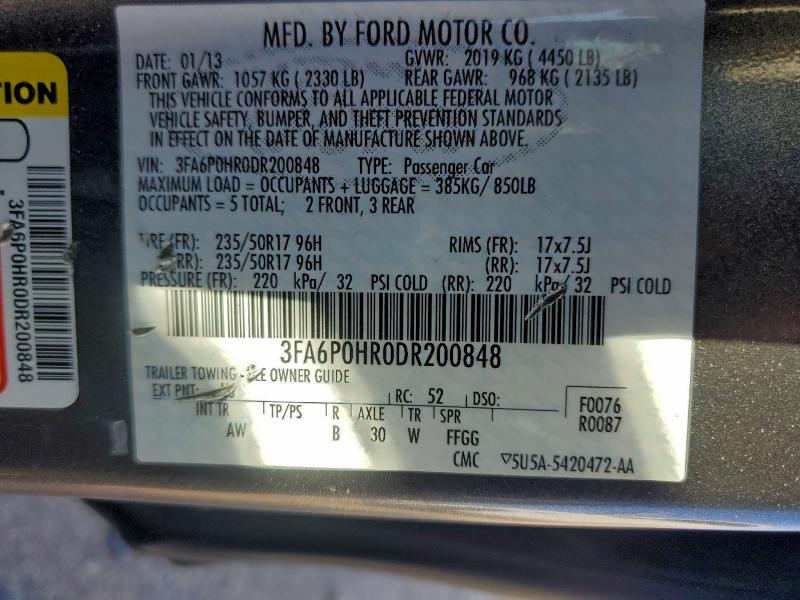 MFD. BY FORD MOTOR CO.
DATE: 01/13 GVWR: 2019 KG ( 4450 LB)
FRONT GAWR: 1057 KG ( 2330 LB) REAR GAWR: 968 KG ( 2135 LB)
THIS VEHICLE CONFORMS TO ALL APPLICABLE FEDERAL MOTOR
VEHICLE SAFETY, BUMPER, AND THEFT PREVENTION STANDARDS
IN EFFECT ON THE DATE OF MANUFACTURE SHOWN ABOVE.
VIN: 3FA6P0HR0DR200848 TYPE: Passenger Car
MAXIMUM LOAD = OCCUPANTS + LUGGAGE = 385KG/ 850LB
OCCUPANTS = 5 TOTAL; 2 FRONT, 3 REAR
TIRE (FR): 235/50R17 96H RIMS (FR): 17x7.5J
(RR): 235/50R17 96H (RR): 17x7.5J
PRESSURE (FR): 220 kPa/ 32 PSI COLD (RR): 220 kPa/ 32 PSI COLD
3FA6P0HR0DR200848
TRAILER TOWING - SEE OWNER GUIDE
EXT PNT: RC: 52 DSO: F0076
INT TR TP/PS R AXLE TR SPR R0087
AW B 30 W FFGG
CMC ▽5U5A-5420472-AA
TION
3FA6P0HR0DR200848